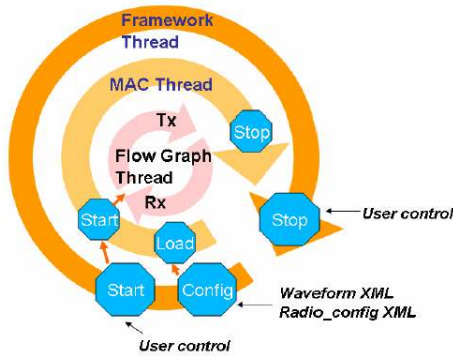 Framework
Thread
MAC Thread
Tx
Stop
Flow Graph
Thread
Rx
Start
Stop
User control
Load
Start
Config
Waveform XML
Radio_config XML
User control